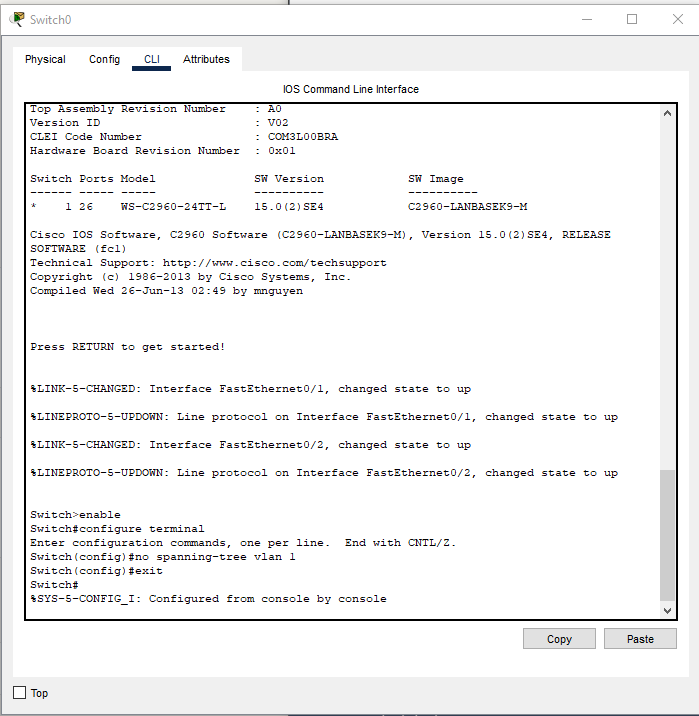 Switch0
Physical Config CLI Attributes
IOS Command Line Interface
Top Assembly Revision Number    : A0
Version ID                      : V02
CLEI Code Number                : COM3L00BRA
Hardware Board Revision Number  : 0x01
Switch Ports Model              SW Version            SW Image
------ ----- -----              ----------            ----------
*    1 26    WS-C2960-24TT-L    15.0(2)SE4            C2960-LANBASEK9-M
Cisco IOS Software, C2960 Software (C2960-LANBASEK9-M), Version 15.0(2)SE4, RELEASE
SOFTWARE (fc1)
Technical Support: http://www.cisco.com/techsupport
Copyright (c) 1986-2013 by Cisco Systems, Inc.
Compiled Wed 26-Jun-13 02:49 by mnguyen
Press RETURN to get started!
%LINK-5-CHANGED: Interface FastEthernet0/1, changed state to up
%LINEPROTO-5-UPDOWN: Line protocol on Interface FastEthernet0/1, changed state to up
%LINK-5-CHANGED: Interface FastEthernet0/2, changed state to up
%LINEPROTO-5-UPDOWN: Line protocol on Interface FastEthernet0/2, changed state to up
Switch>enable
Switch#configure terminal
Enter configuration commands, one per line.  End with CNTL/Z.
Switch(config)#no spanning-tree vlan 1
Switch(config)#exit
Switch#
%SYS-5-CONFIG_I: Configured from console by console
Copy Paste
Top